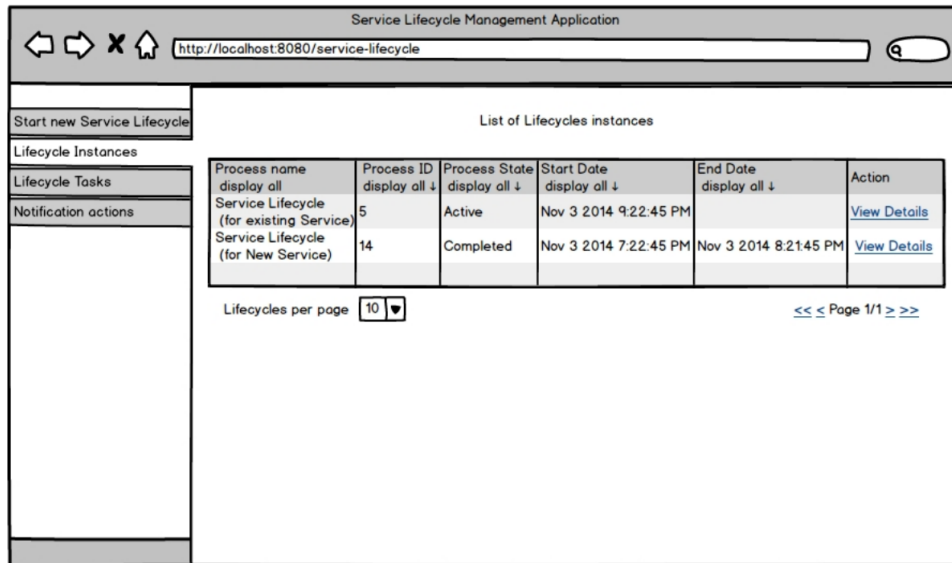 Service Lifecycle Management Application
http://localhost:8080/service-lifecycle
Start new Service Lifecycle
Lifecycle Instances
Lifecycle Tasks
Notification actions
List of Lifecycles instances
Process name Process ID Process State Start Date End Date Action
display all display all ↓ display all ↓ display all ↓ display all ↓
Service Lifecycle
(for existing Service) 5 Active Nov 3 2014 9:22:45 PM View Details
Service Lifecycle
(for New Service) 14 Completed Nov 3 2014 7:22:45 PM Nov 3 2014 8:21:45 PM View Details
Lifecycles per page 10 << < Page 1/1 > >>